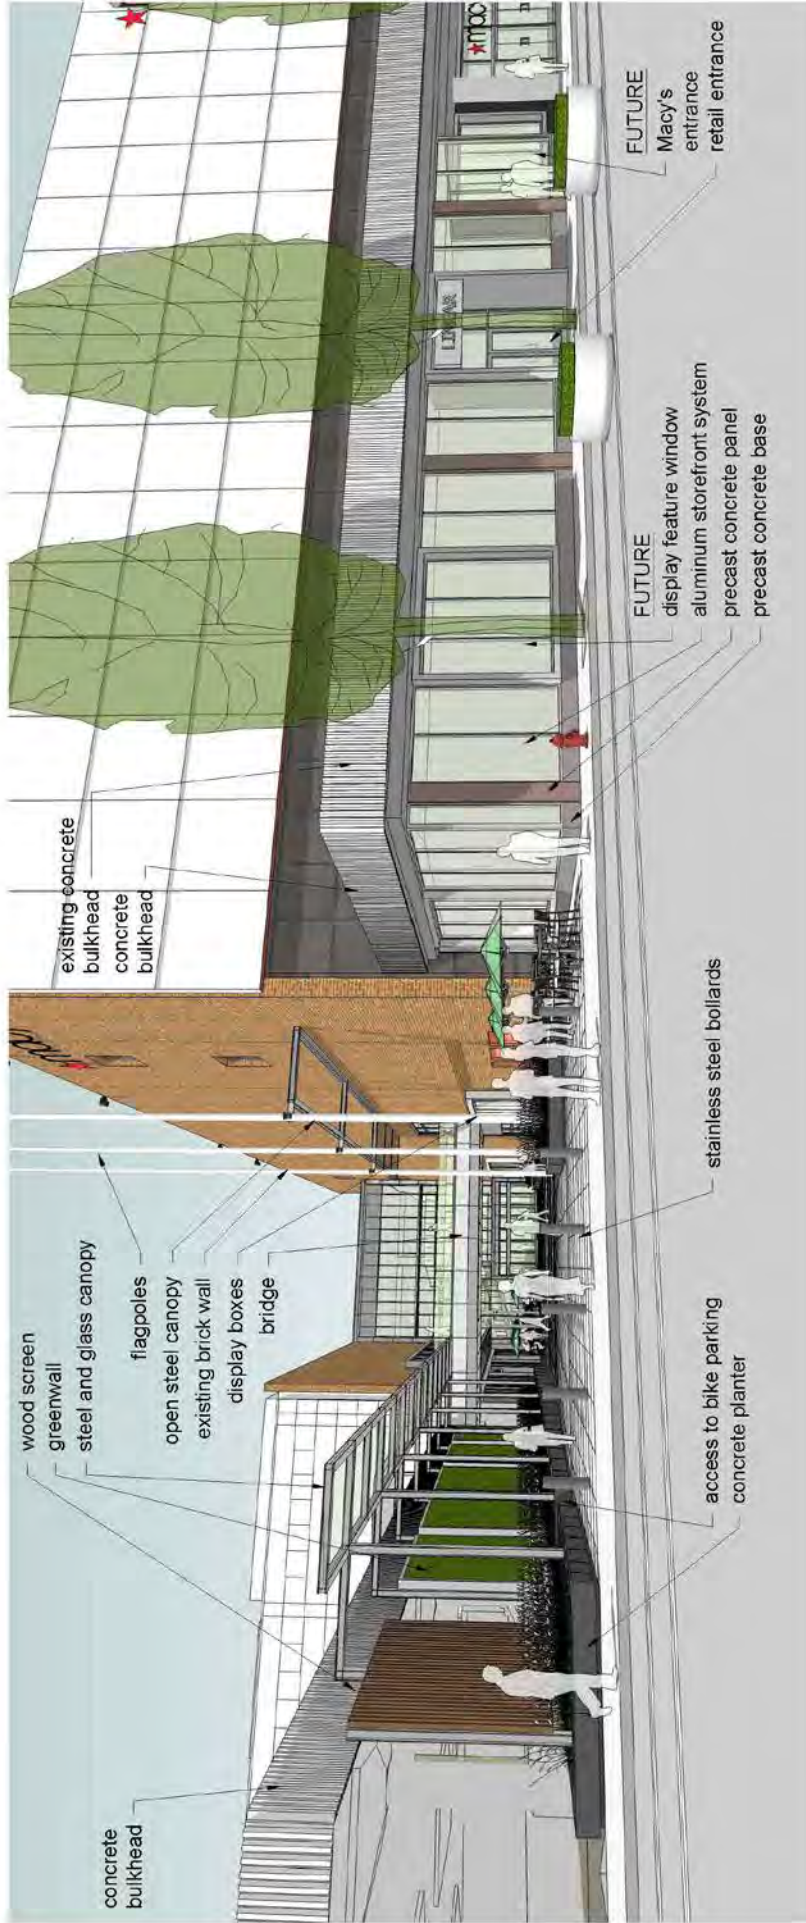 concrete
bulkhead
wood screen
greenwall
steel and glass canopy
flagpoles
open steel canopy
existing brick wall
display boxes
bridge
existing concrete
bulkhead
concrete
bulkhead
access to bike parking
concrete planter
stainless steel bollards
FUTURE
display feature window
aluminum storefront system
precast concrete panel
precast concrete base
FUTURE
Macy's
entrance
retail entrance